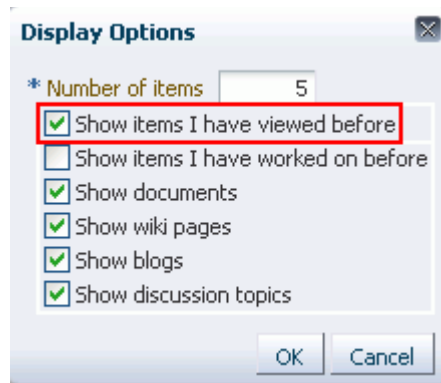 Display Options
* Number of items 5
Show items I have viewed before
Show items I have worked on before
Show documents
Show wiki pages
Show blogs
Show discussion topics
OK Cancel